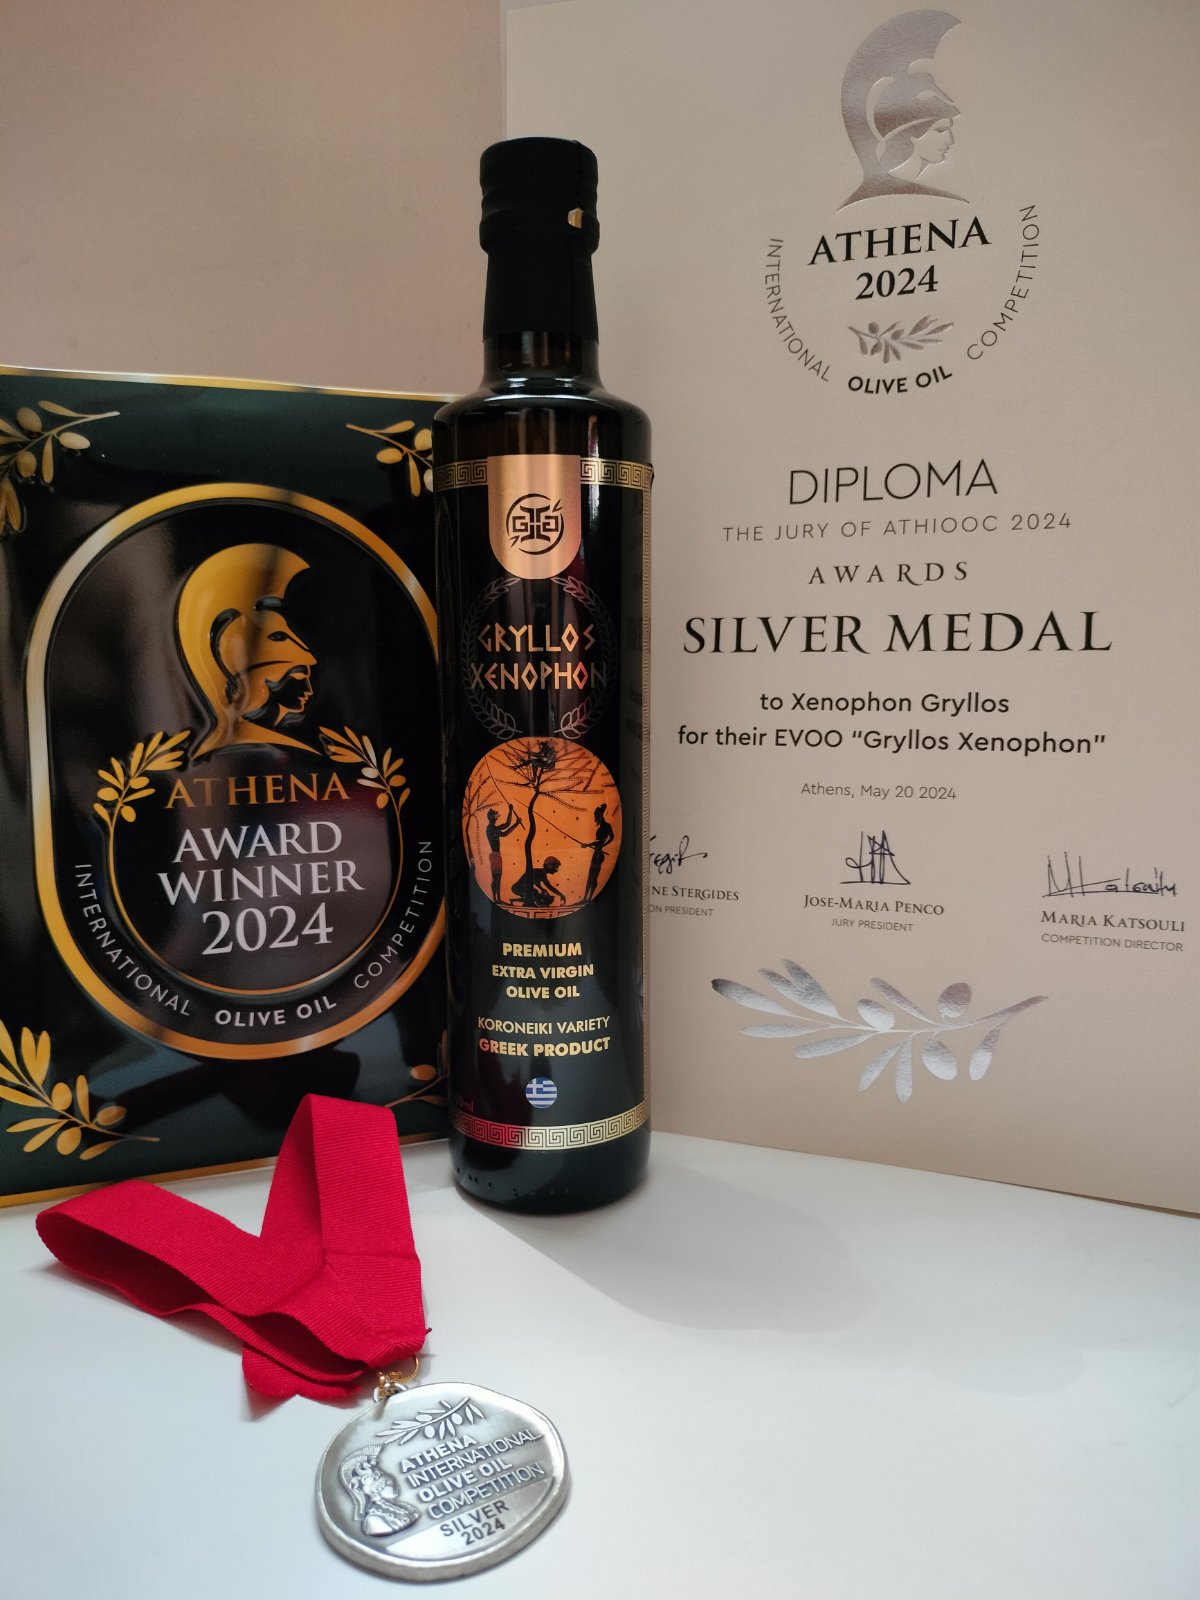 ATHENA
2024
INTERNATIONAL
OLIVE OIL
COMPETITION
DIPLOMA
THE JURY OF ATHIOOC 2024
AWARDS
SILVER MEDAL
to Xenophon Gryllos
for their EVOO “Gryllos Xenophon”
Athens, May 20 2024
STERGIDES
PRESIDENT
JOSE-MARIA PENCO
JURY PRESIDENT
MARIA KATSOULI
COMPETITION DIRECTOR
ATHENA
AWARD
WINNER
2024
INTERNATIONAL
OLIVE OIL
COMPETITION
GRYLLOS
XENOPHON
PREMIUM
EXTRA VIRGIN
OLIVE OIL
KORONEIKI VARIETY
GREEK PRODUCT
ATHENA
INTERNATIONAL
OLIVE OIL
COMPETITION
SILVER
2024